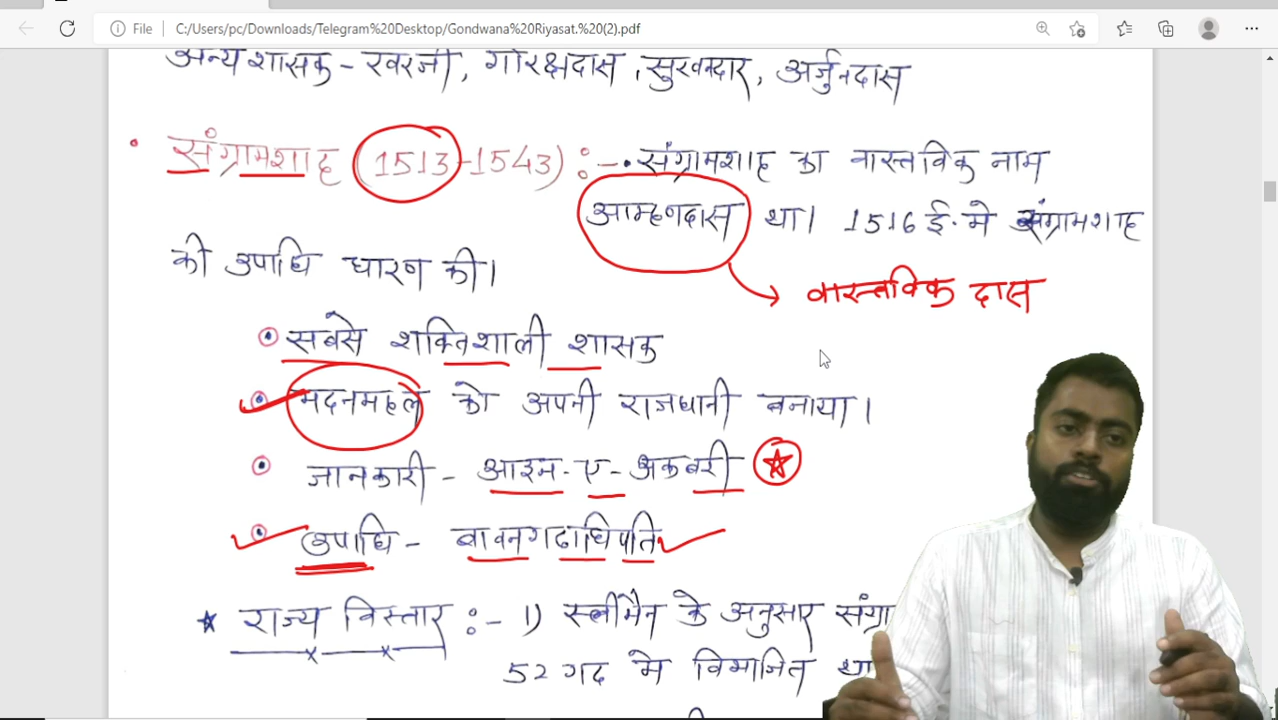 File C:/Users/pc/Downloads/Telegram%20Desktop/Gondwana%20Riyasat.%20(2).pdf
अन्य शासक - खरजी, गोरक्षदास, सुखनदार, अर्जुनदास
• संग्रामशाह (1513-1543) :- • संग्रामशाह का वास्तविक नाम
आम्हणदास था। 1516 ई. मे संग्रामशाह
की उपाधि धारण की।
वास्तविक दास
सबसे शक्तिशाली शासक
मदनमहल को अपनी राजधानी बनाया।
जानकारी - आइन-ए-अकबरी
उपाधि - बावनगढाधिपति
* राज्य विस्तार :- 1) स्लीमैन के अनुसार संग्रा
52 गढ मे विभाजित था